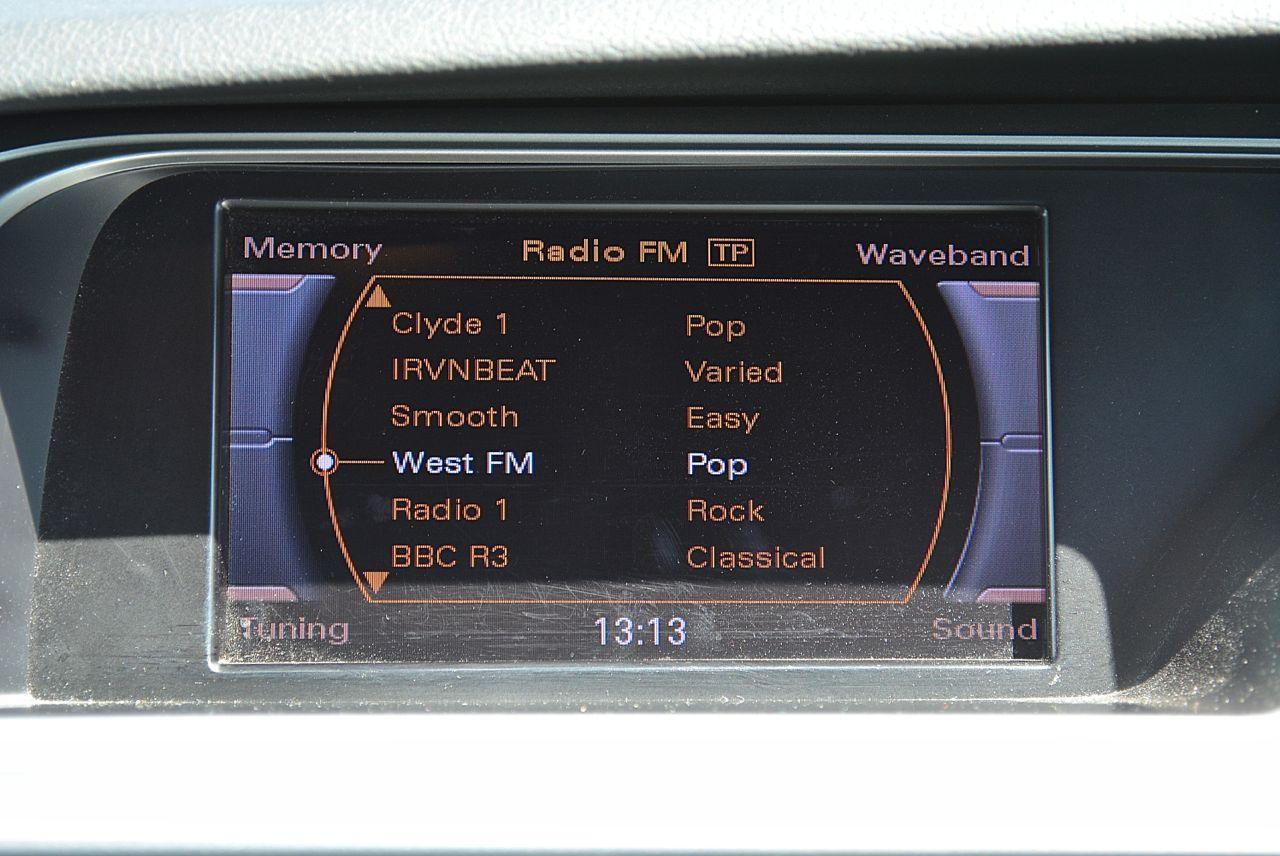 Memory Radio FM TP Waveband
Clyde 1 Pop
IRVNBEAT Varied
Smooth Easy
West FM Pop
Radio 1 Rock
BBC R3 Classical
Tuning 13:13 Sound